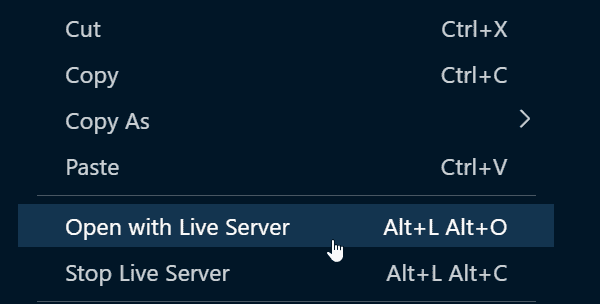 Cut Ctrl+X
Copy Ctrl+C
Copy As
Paste Ctrl+V
Open with Live Server Alt+L Alt+O
Stop Live Server Alt+L Alt+C